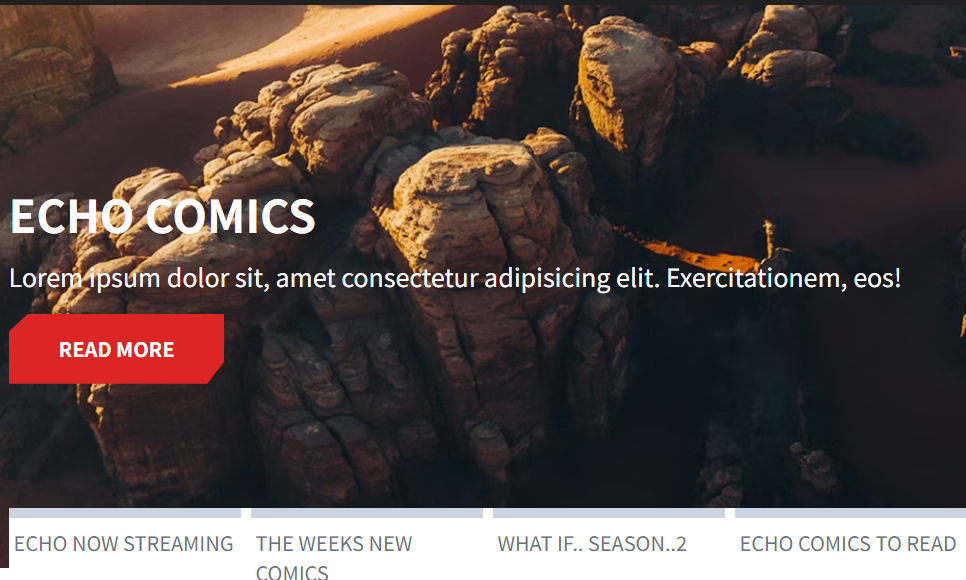 ECHO COMICS
Lorem ipsum dolor sit, amet consectetur adipisicing elit. Exercitationem, eos!
READ MORE
ECHO NOW STREAMING
THE WEEKS NEW
COMICS
WHAT IF.. SEASON..2
ECHO COMICS TO READ